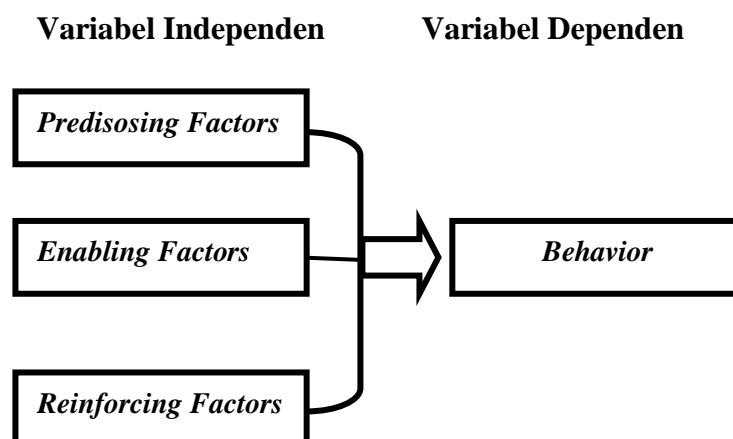 Variabel Independen
Variabel Dependen
Predisosing Factors
Enabling Factors
Behavior
Reinforcing Factors